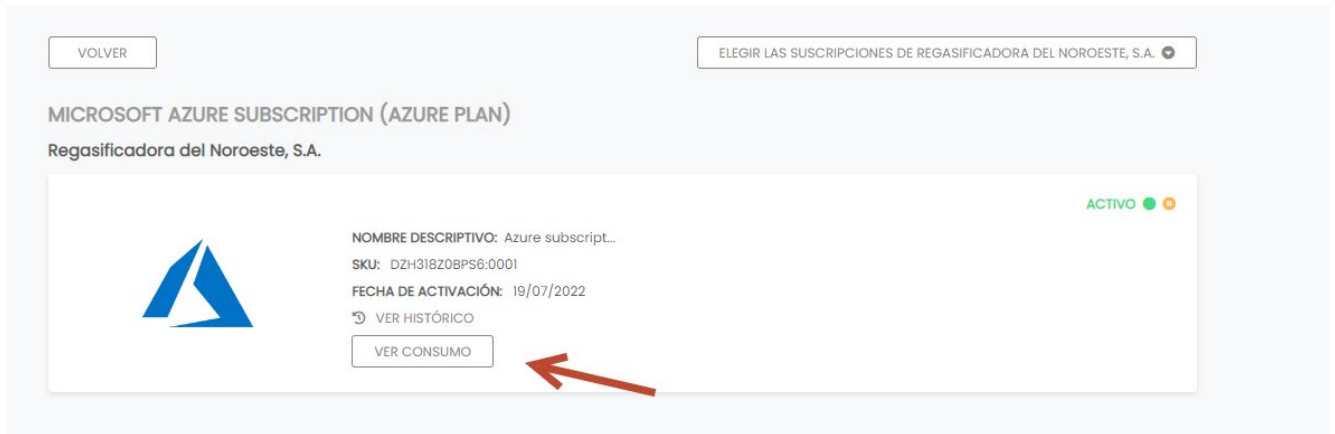 VOLVER
ELEGIR LAS SUSCRIPCIONES DE REGASIFICADORA DEL NOROESTE, S.A.
MICROSOFT AZURE SUBSCRIPTION (AZURE PLAN)
Regasificadora del Noroeste, S.A.
ACTIVO
NOMBRE DESCRIPTIVO: Azure subscript...
SKU: DZH318Z0BPS6:0001
FECHA DE ACTIVACIÓN: 19/07/2022
VER HISTÓRICO
VER CONSUMO